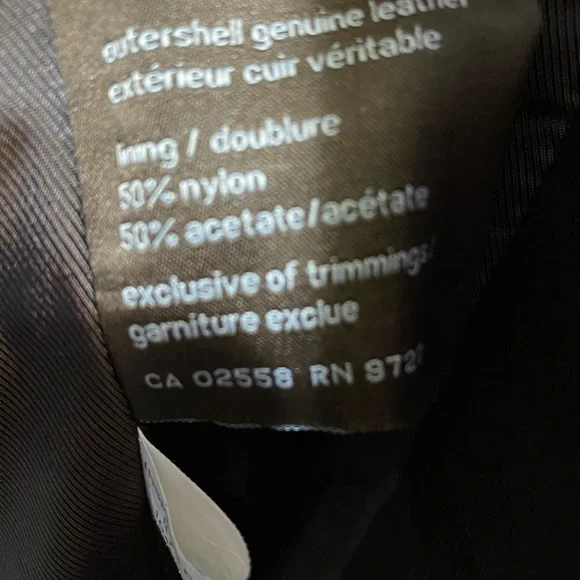 outershell genuine leather
extérieur cuir véritable
lining / doublure
50% nylon
50% acetate/acétate
exclusive of trimmings/
garniture exclue
CA 02558 RN